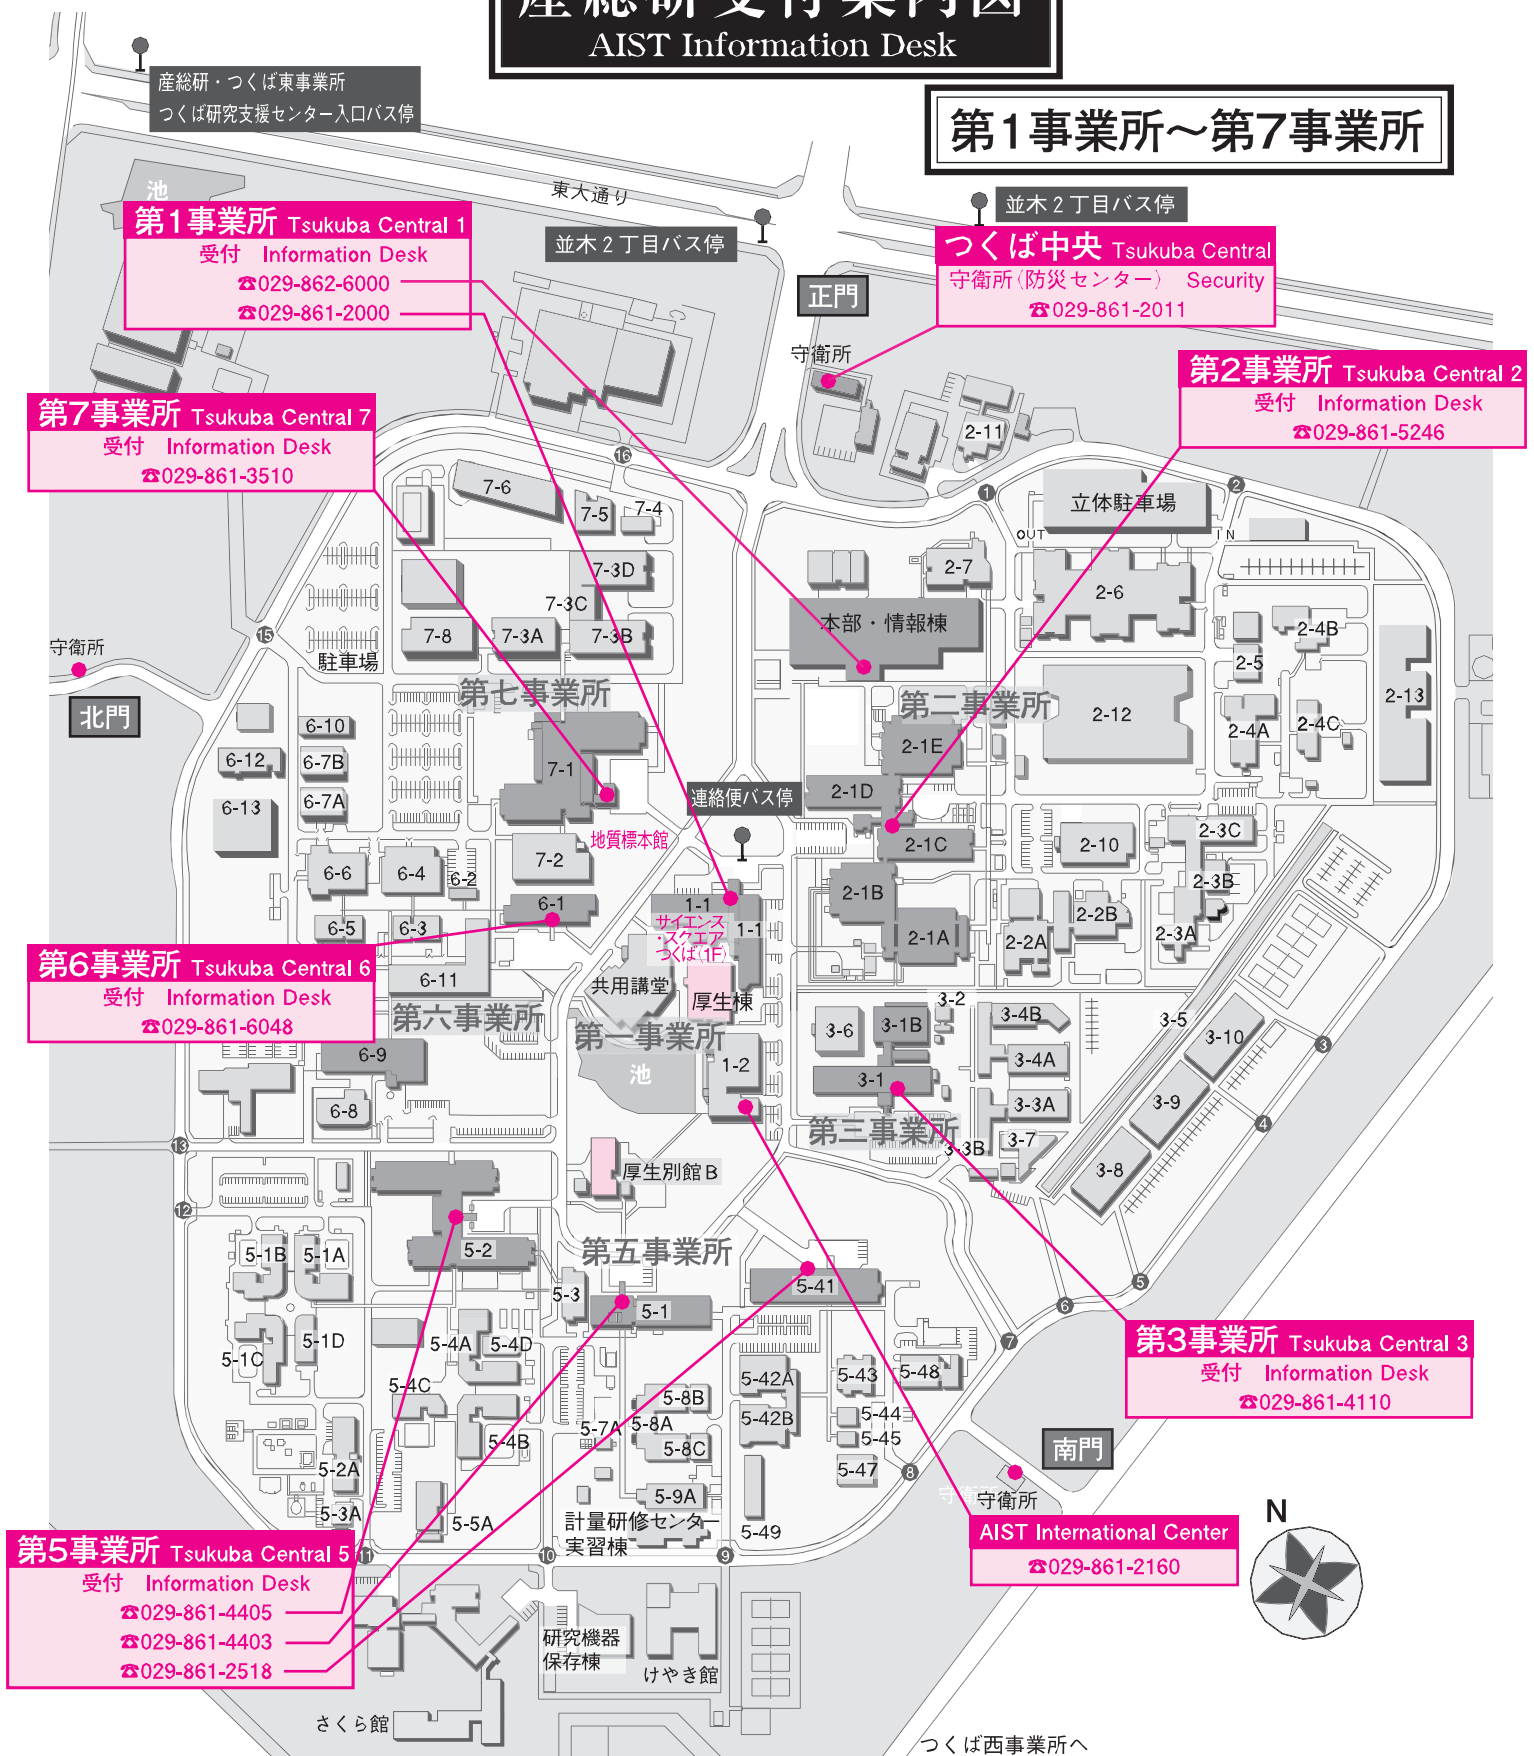 産総研受付案内図
AIST Information Desk
第1事業所～第7事業所
産総研・つくば東事業所
つくば研究支援センター入口バス停
池
東大通り
並木2丁目バス停
並木2丁目バス停
第1事業所 Tsukuba Central 1
受付 Information Desk
☎029-862-6000
☎029-861-2000
つくば中央 Tsukuba Central
守衛所(防災センター) Security
☎029-861-2011
正門
守衛所
第2事業所 Tsukuba Central 2
受付 Information Desk
☎029-861-5246
第7事業所 Tsukuba Central 7
受付 Information Desk
☎029-861-3510
2-11
16
1
2
立体駐車場
OUT
IN
7-6
7-5
7-4
7-3D
7-3C
7-8
7-3A
7-3B
駐車場
2-7
本部・情報棟
2-6
2-4B
2-5
2-13
15
守衛所
北門
第七事業所
第二事業所
2-12
2-4A
2-4C
6-10
6-12
6-7B
6-7A
6-13
7-1
2-1E
2-1D
連絡便バス停
地質標本館
7-2
2-1C
2-10
2-3C
6-6
6-4
6-2
6-1
6-5
6-3
1-1
1-1
サイエンス
・スクエア
つくば(1F)
2-1B
2-1A
2-2A
2-2B
2-3B
2-3A
第6事業所 Tsukuba Central 6
受付 Information Desk
☎029-861-6048
6-11
共用講堂
厚生棟
第六事業所
第一事業所
3-6
3-1B
3-2
3-4B
3-5
3-10
3
6-9
池
1-2
3-1
3-4A
6-8
3-3A
3-9
4
第三事業所
3-3B
3-7
3-8
13
厚生別館B
12
5-1B
5-1A
5-2
第五事業所
5-3
5-1
5-41
5
6
7
5-1C
5-1D
5-4A
5-4D
5-4C
第3事業所 Tsukuba Central 3
受付 Information Desk
☎029-861-4110
5-42A
5-43
5-48
5-8B
5-8A
5-7A
5-42B
5-44
5-45
5-4B
5-8C
5-47
8
南門
守衛所
守衛所
5-2A
5-9A
5-3A
5-5A
計量研修センター
実習棟
5-49
AIST International Center
☎029-861-2160
N
第5事業所 Tsukuba Central 5
受付 Information Desk
☎029-861-4405
☎029-861-4403
☎029-861-2518
11
10
9
研究機器
保存棟
けやき館
さくら館
つくば西事業所へ